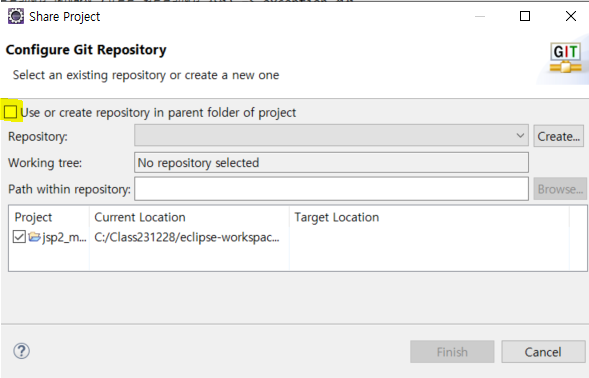 Share Project
Configure Git Repository
Select an existing repository or create a new one
GIT
Use or create repository in parent folder of project
Repository: Create...
Working tree: No repository selected
Path within repository: Browse...
Project Current Location Target Location
jsp2_m... C:/Class231228/eclipse-workspac...
Finish Cancel